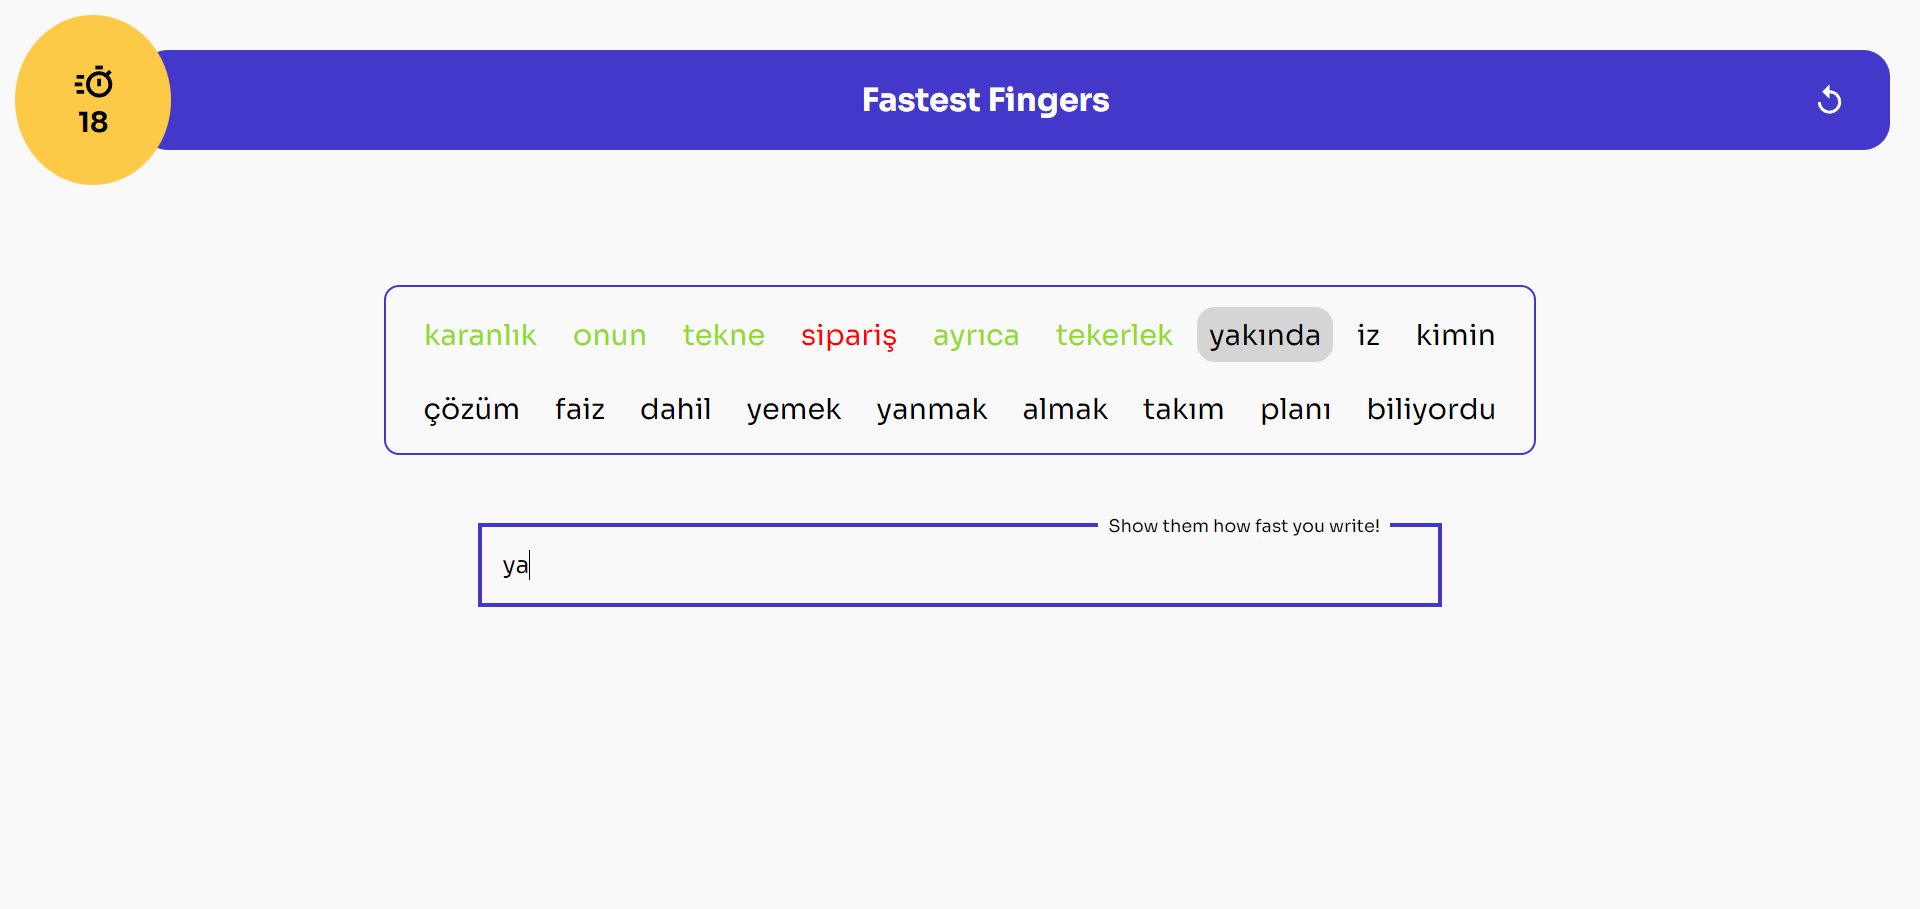 18
Fastest Fingers
karanlık onun tekne sipariş ayrıca tekerlek yakında iz kimin
çözüm faiz dahil yemek yanmak almak takım planı biliyordu
Show them how fast you write!
ya